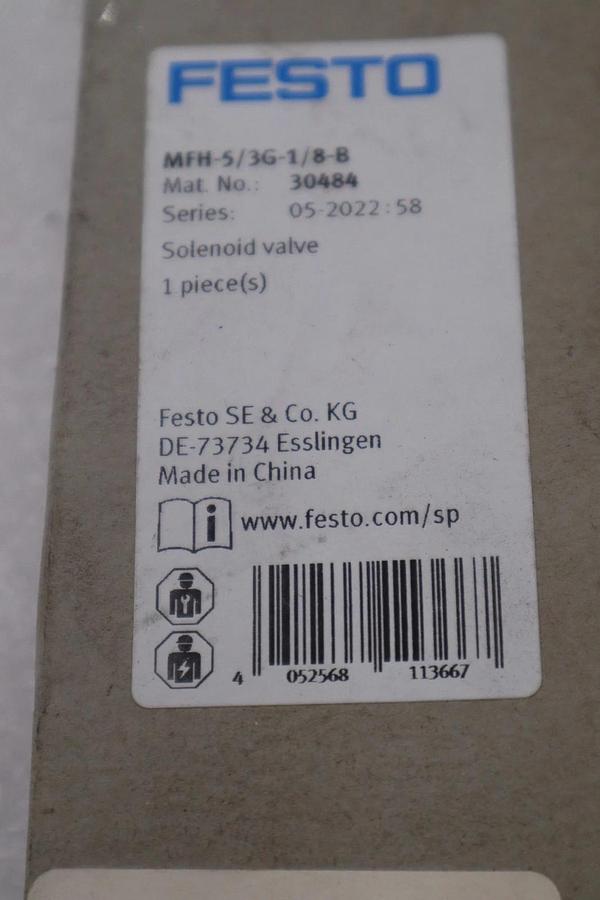 FESTO
MFH-5/3G-1/8-B
Mat. No.: 30484
Series: 05-2022:58
Solenoid valve
1 piece(s)
Festo SE & Co. KG
DE-73734 Esslingen
Made in China
i www.festo.com/sp
4 052568 113667